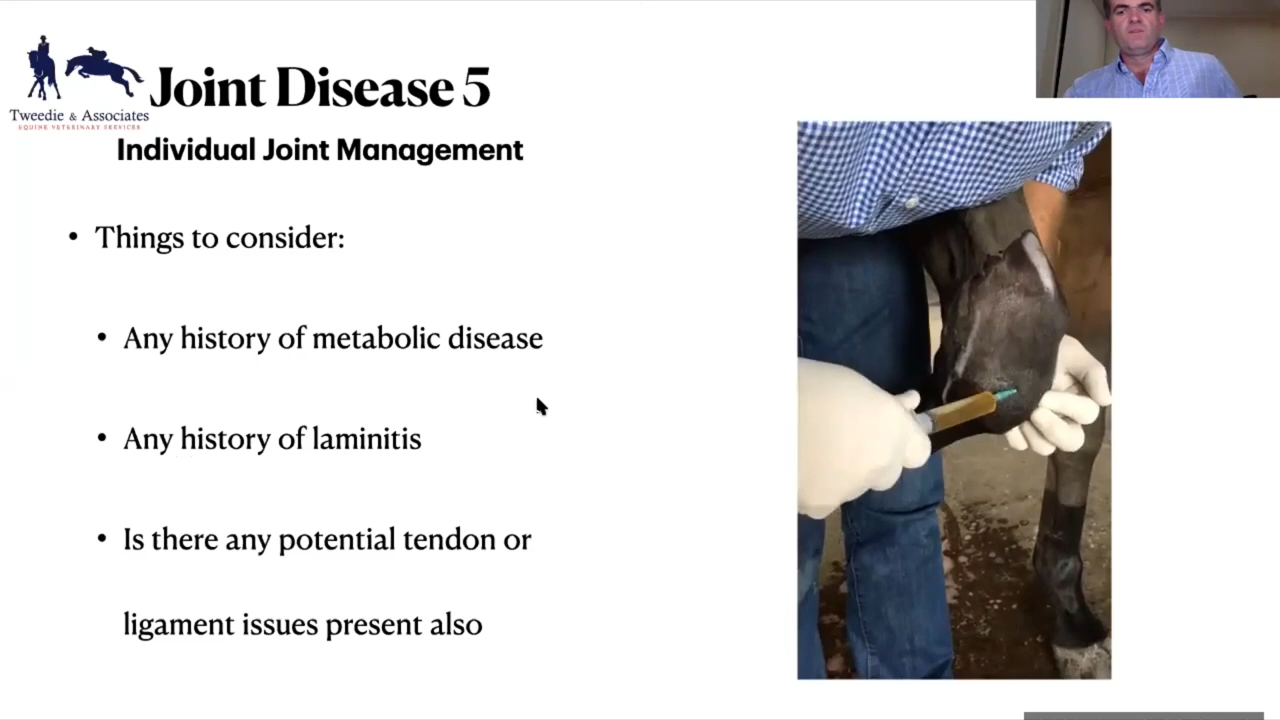 Joint Disease 5
Tweedie & Associates
EQUINE VETERINARY SERVICES
Individual Joint Management
• Things to consider:
• Any history of metabolic disease
• Any history of laminitis
• Is there any potential tendon or
ligament issues present also